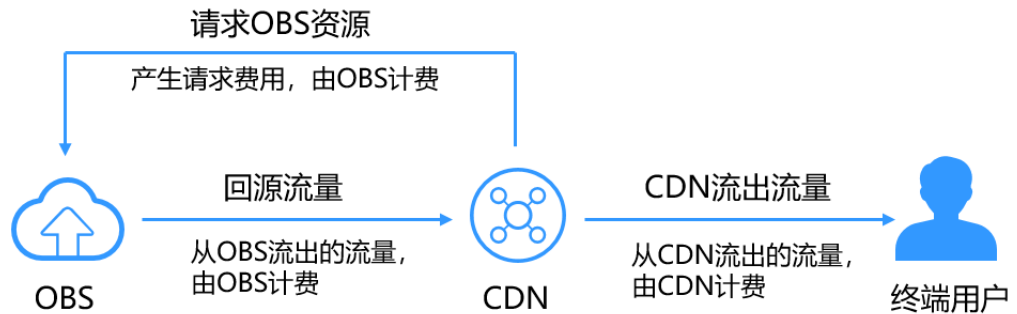 请求OBS资源
产生请求费用，由OBS计费
回源流量
从OBS流出的流量，
由OBS计费
CDN流出流量
从CDN流出的流量，
由CDN计费
OBS
CDN
终端用户